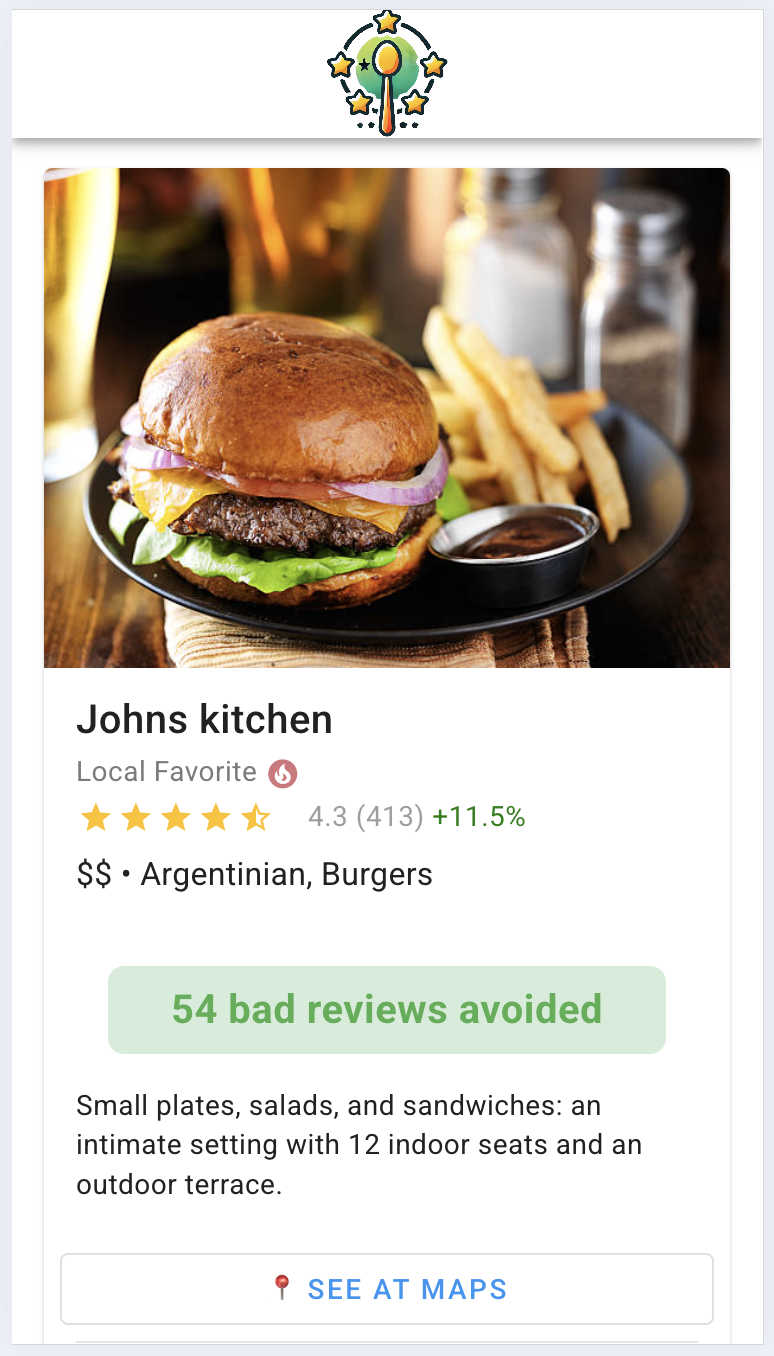 Johns kitchen
Local Favorite
4.3 (413) +11.5%
$$ • Argentinian, Burgers
54 bad reviews avoided
Small plates, salads, and sandwiches: an
intimate setting with 12 indoor seats and an
outdoor terrace.
SEE AT MAPS